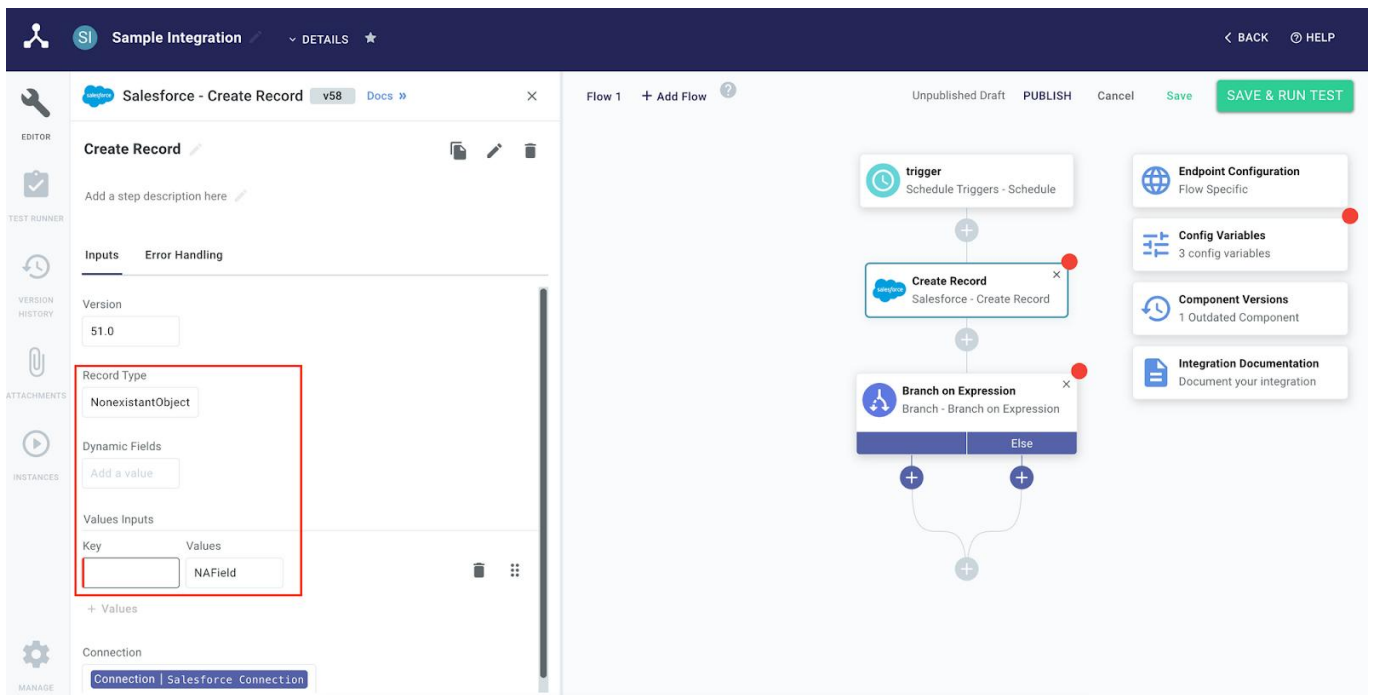 SI Sample Integration DETAILS
BACK HELP
EDITOR
TEST RUNNER
VERSION
HISTORY
ATTACHMENTS
INSTANCES
MANAGE
salesforce Salesforce - Create Record v58 Docs »
Create Record
Add a step description here
Inputs Error Handling
Version
51.0
Record Type
NonexistantObject
Dynamic Fields
Add a value
Values Inputs
Key Values
NAField
+ Values
Connection
Connection | Salesforce Connection
Flow 1 + Add Flow ?
Unpublished Draft PUBLISH Cancel Save SAVE & RUN TEST
trigger
Schedule Triggers - Schedule
salesforce
Create Record
Salesforce - Create Record
Branch on Expression
Branch - Branch on Expression
Else
Endpoint Configuration
Flow Specific
Config Variables
3 config variables
Component Versions
1 Outdated Component
Integration Documentation
Document your integration